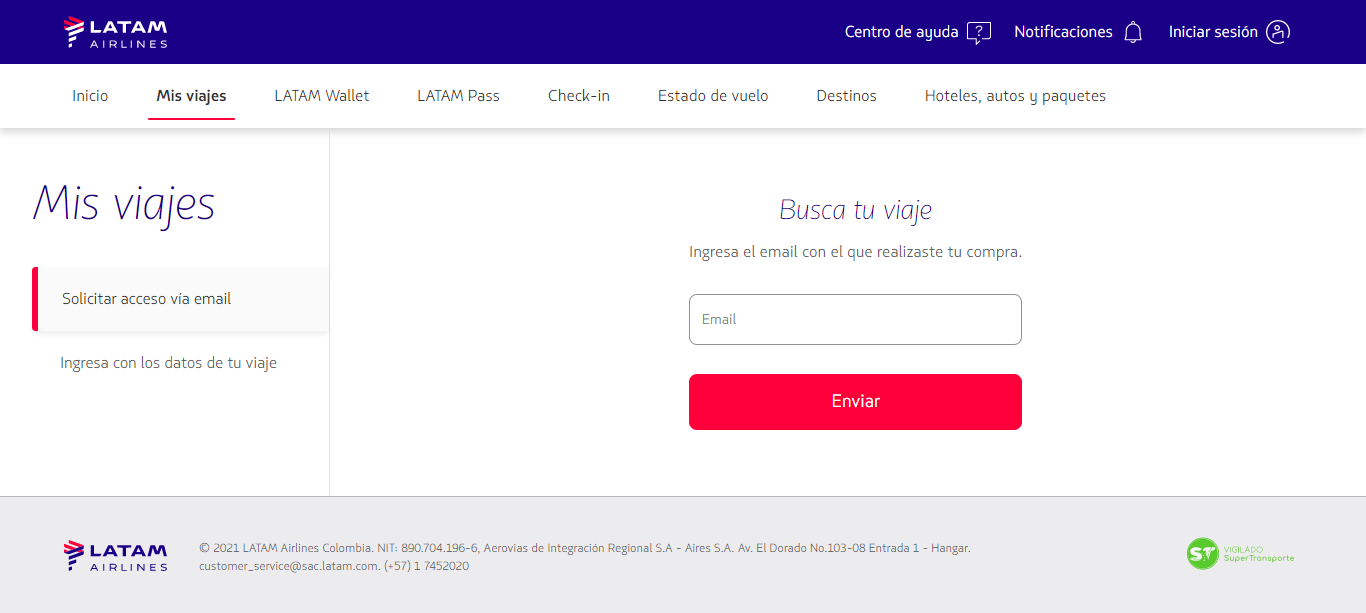 LATAM
AIRLINES
Centro de ayuda
Notificaciones
Iniciar sesión
Inicio
Mis viajes
LATAM Wallet
LATAM Pass
Check-in
Estado de vuelo
Destinos
Hoteles, autos y paquetes
Mis viajes
Solicitar acceso vía email
Ingresa con los datos de tu viaje
Busca tu viaje
Ingresa el email con el que realizaste tu compra.
Email
Enviar
LATAM
AIRLINES
© 2021 LATAM Airlines Colombia. NIT: 890.704.196-6, Aerovias de Integración Regional S.A - Aires S.A. Av. El Dorado No.103-08 Entrada 1 - Hangar.
customer_service@sac.latam.com. (+57) 1 7452020
ST
VIGILADO
SuperTransporte